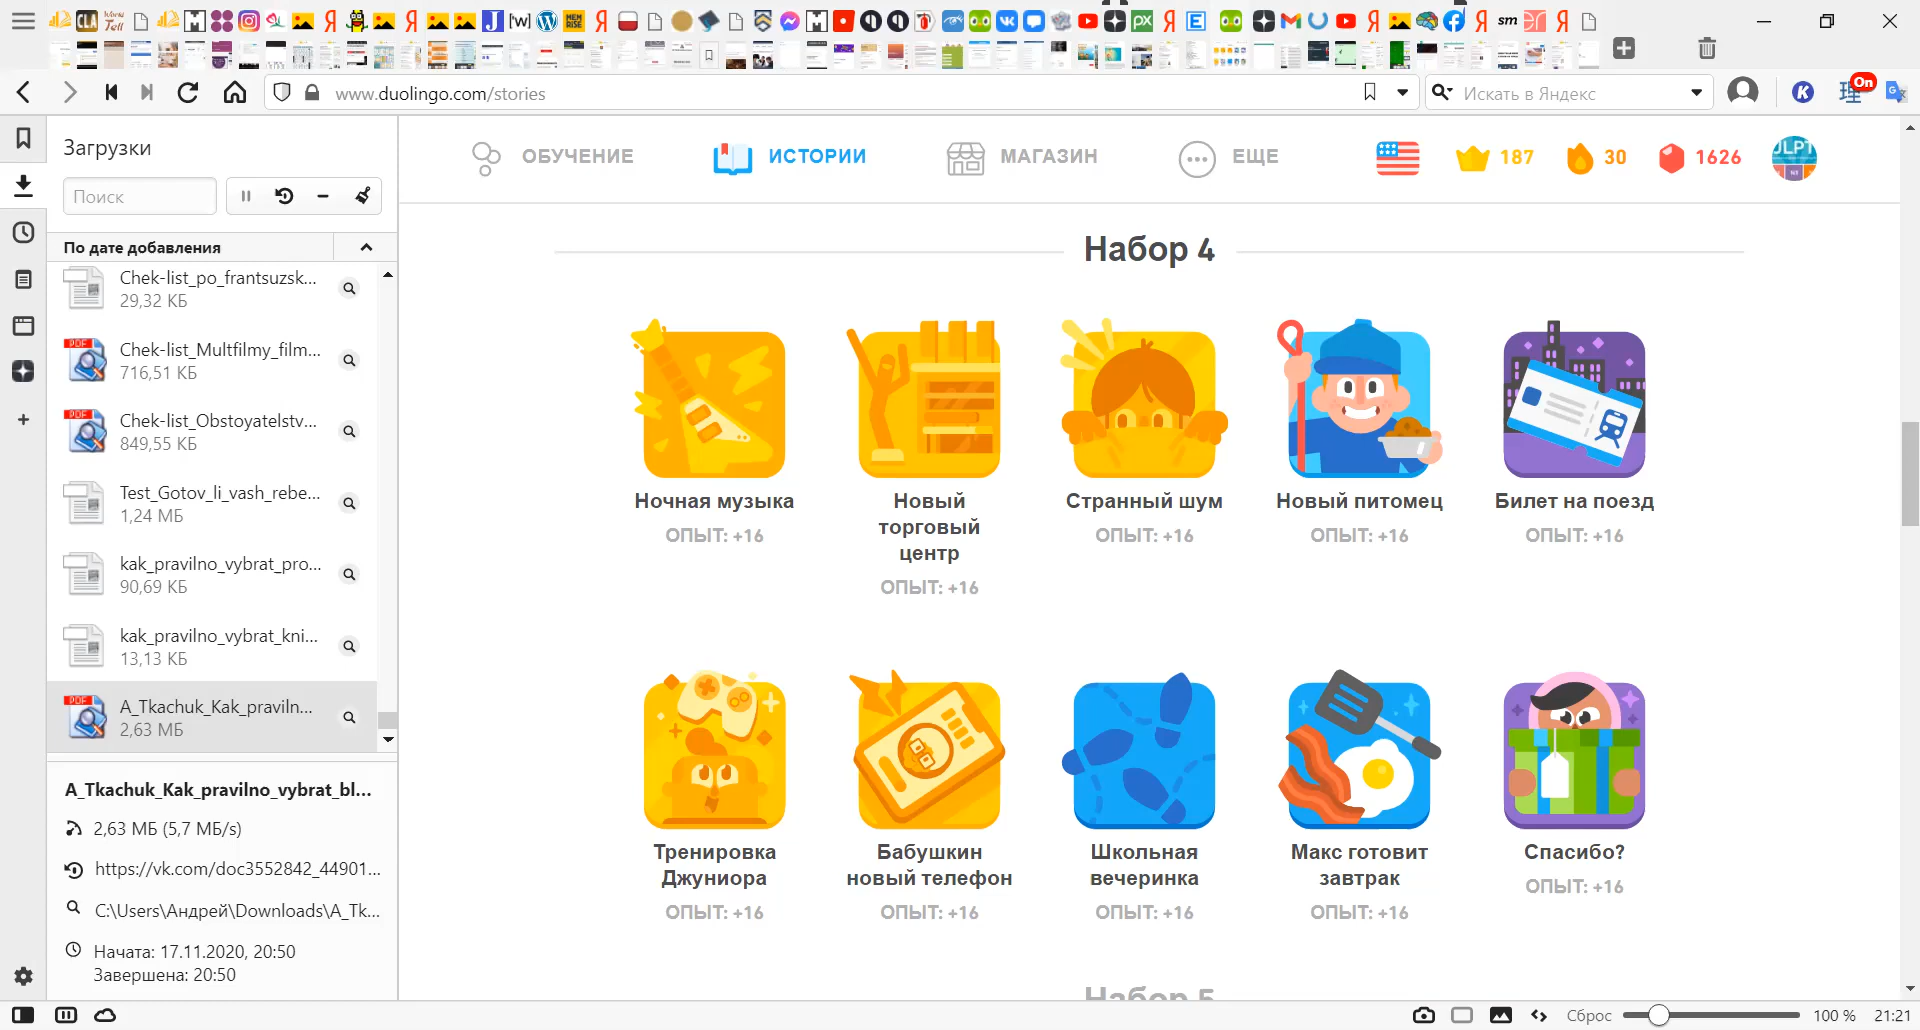 www.duolingo.com/stories
Искать в Яндекс
On
Загрузки
Поиск
По дате добавления
Chek-list_po_frantsuzsk...
29,32 КБ
Chek-list_Multfilmy_film...
716,51 КБ
Chek-list_Obstoyatelstv...
849,55 КБ
Test_Gotov_li_vash_rebe...
1,24 МБ
kak_pravilno_vybrat_pro...
90,69 КБ
kak_pravilno_vybrat_kni...
13,13 КБ
A_Tkachuk_Kak_praviln...
2,63 МБ
A_Tkachuk_Kak_pravilno_vybrat_bl...
2,63 МБ (5,7 МБ/s)
https://vk.com/doc3552842_44901...
C:\Users\Андрей\Downloads\A_Tk...
Начата: 17.11.2020, 20:50
Завершена: 20:50
ОБУЧЕНИЕ
ИСТОРИИ
МАГАЗИН
ЕЩЕ
187
30
1626
JLPT
N3
Набор 4
Ночная музыка
ОПЫТ: +16
Новый
торговый
центр
ОПЫТ: +16
Странный шум
ОПЫТ: +16
Новый питомец
ОПЫТ: +16
Билет на поезд
ОПЫТ: +16
Тренировка
Джуниора
ОПЫТ: +16
Бабушкин
новый телефон
ОПЫТ: +16
Школьная
вечеринка
ОПЫТ: +16
Макс готовит
завтрак
ОПЫТ: +16
Спасибо?
ОПЫТ: +16
Набор 5
Сброс
100 %
21:21